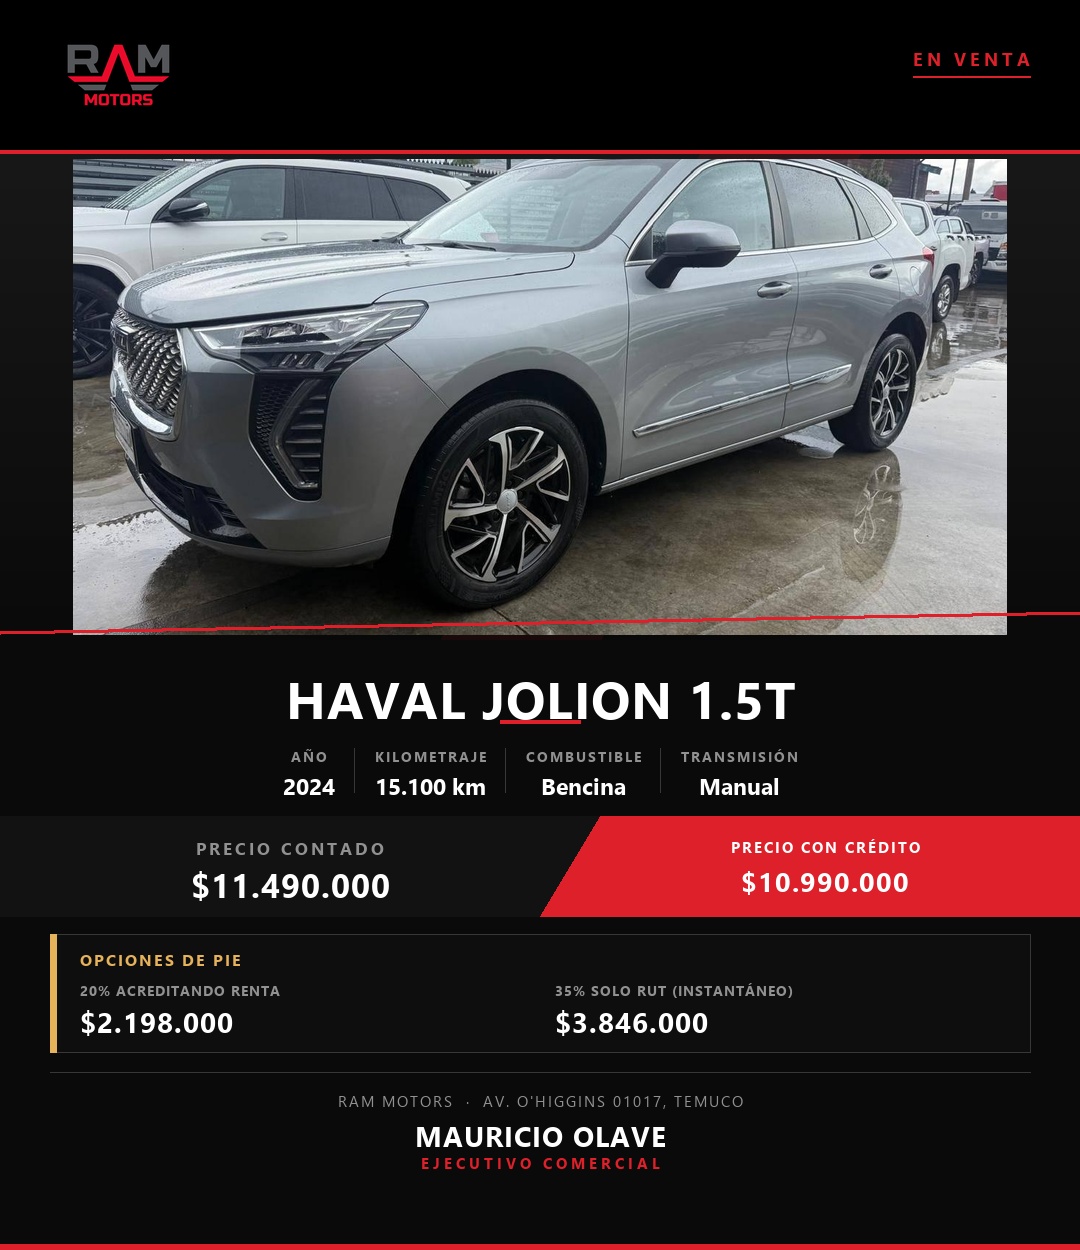 RAM
MOTORS
EN VENTA
HAVAL JOLION 1.5T
AÑO KILOMETRAJE COMBUSTIBLE TRANSMISIÓN
2024 15.100 km Bencina Manual
PRECIO CONTADO
$11.490.000
PRECIO CON CRÉDITO
$10.990.000
OPCIONES DE PIE
20% ACREDITANDO RENTA
$2.198.000
35% SOLO RUT (INSTANTÁNEO)
$3.846.000
RAM MOTORS · AV. O'HIGGINS 01017, TEMUCO
MAURICIO OLAVE
EJECUTIVO COMERCIAL